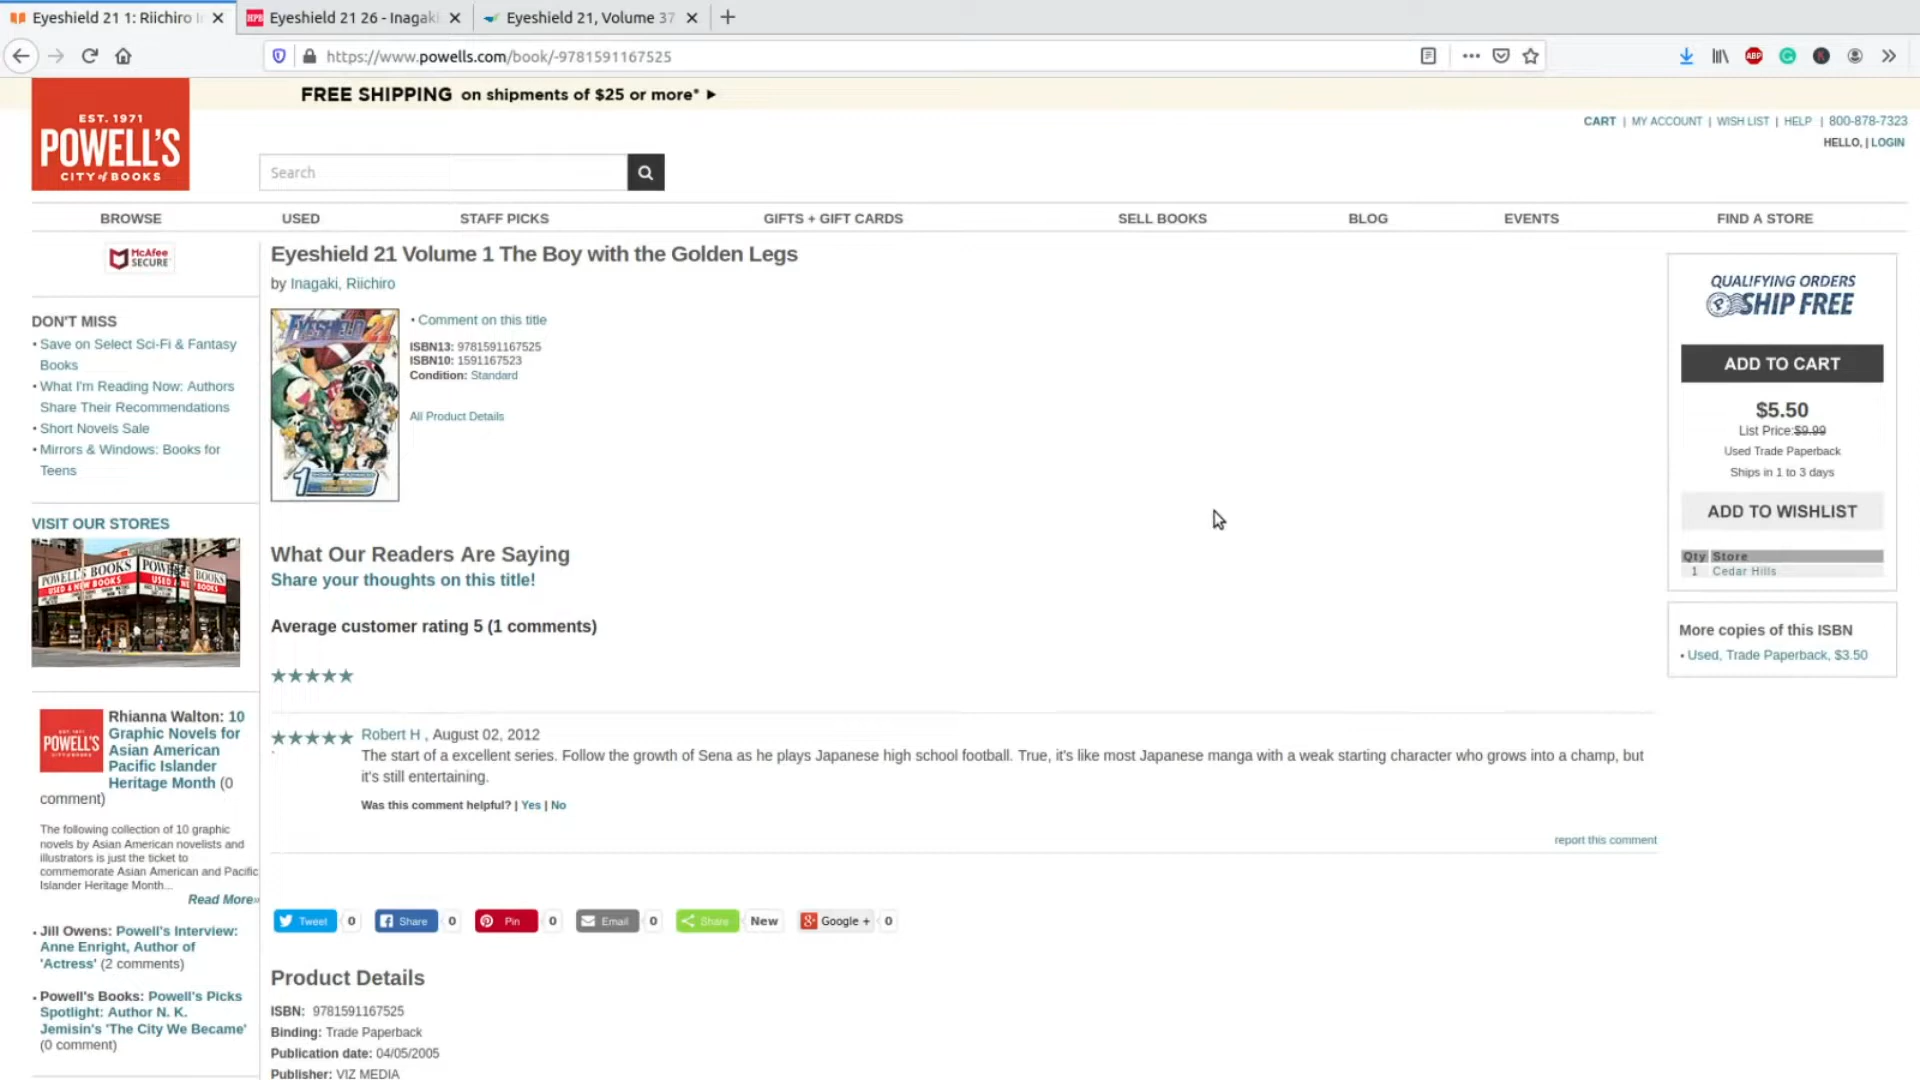 Eyeshield 21 1: Riichiro I
Eyeshield 21 26 - Inagaki
Eyeshield 21, Volume 37
https://www.powells.com/book/-9781591167525
FREE SHIPPING on shipments of $25 or more*
EST. 1971
POWELL'S
CITY of BOOKS
CART | MY ACCOUNT | WISH LIST | HELP | 800-878-7323
HELLO, | LOGIN
Search
BROWSE USED STAFF PICKS GIFTS + GIFT CARDS SELL BOOKS BLOG EVENTS FIND A STORE
McAfee
SECURE
DON'T MISS
• Save on Select Sci-Fi & Fantasy
Books
• What I'm Reading Now: Authors
Share Their Recommendations
• Short Novels Sale
• Mirrors & Windows: Books for
Teens
VISIT OUR STORES
POWELL'S BOOKS
USED & NEW BOOKS
Rhianna Walton: 10
Graphic Novels for
Asian American
Pacific Islander
Heritage Month (0
comment)
POWELL'S
The following collection of 10 graphic
novels by Asian American novelists and
illustrators is just the ticket to
commemorate Asian American and Pacific
Islander Heritage Month...
Read More»
• Jill Owens: Powell's Interview:
Anne Enright, Author of
'Actress' (2 comments)
• Powell's Books: Powell's Picks
Spotlight: Author N. K.
Jemisin's 'The City We Became'
(0 comment)
Eyeshield 21 Volume 1 The Boy with the Golden Legs
by Inagaki, Riichiro
EYESHIELD 21
1
• Comment on this title
ISBN13: 9781591167525
ISBN10: 1591167523
Condition: Standard
All Product Details
What Our Readers Are Saying
Share your thoughts on this title!
Average customer rating 5 (1 comments)
★★★★★
★★★★★ Robert H , August 02, 2012
The start of a excellent series. Follow the growth of Sena as he plays Japanese high school football. True, it's like most Japanese manga with a weak starting character who grows into a champ, but
it's still entertaining.
Was this comment helpful? | Yes | No
report this comment
Tweet 0 Share 0 Pin 0 Email 0 Share New Google + 0
Product Details
ISBN: 9781591167525
Binding: Trade Paperback
Publication date: 04/05/2005
Publisher: VIZ MEDIA
QUALIFYING ORDERS
SHIP FREE
ADD TO CART
$5.50
List Price:$9.99
Used Trade Paperback
Ships in 1 to 3 days
ADD TO WISHLIST
Qty Store
1 Cedar Hills
More copies of this ISBN
• Used, Trade Paperback, $3.50